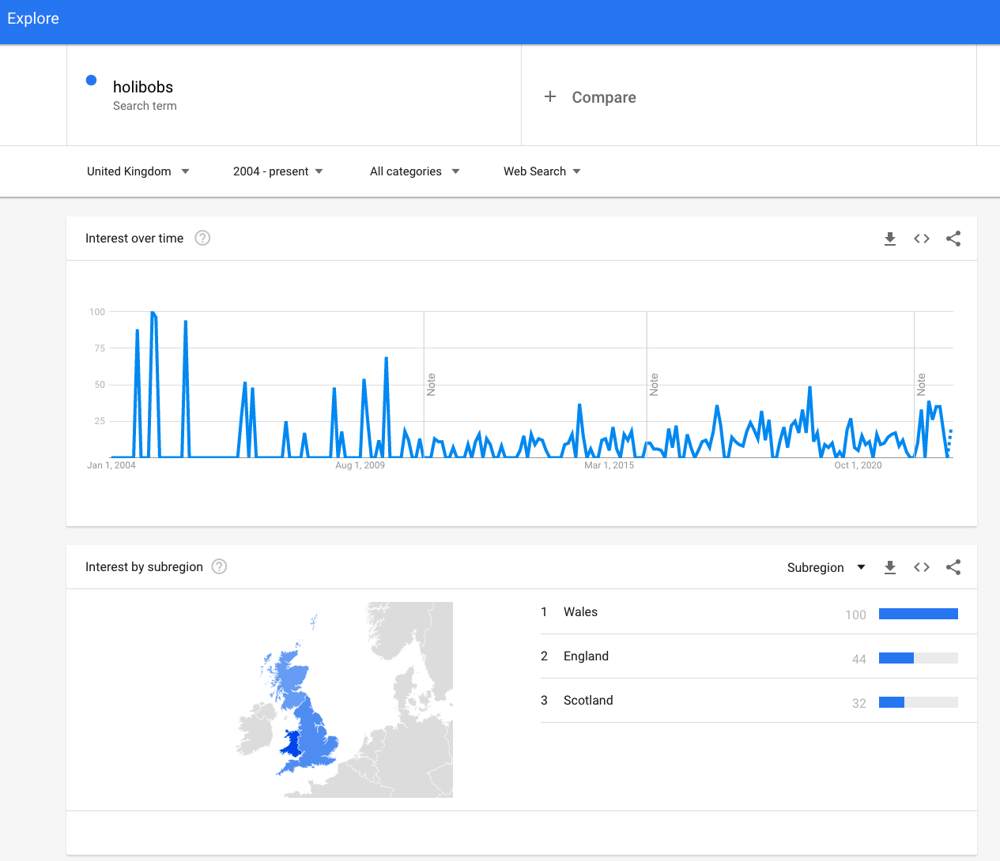 Explore
holibobs
Search term
+ Compare
United Kingdom
2004 - present
All categories
Web Search
Interest over time ?
100
75
50
25
Note
Note
Note
Jan 1, 2004
Aug 1, 2009
Mar 1, 2015
Oct 1, 2020
Interest by subregion ?
Subregion
1 Wales 100
2 England 44
3 Scotland 32